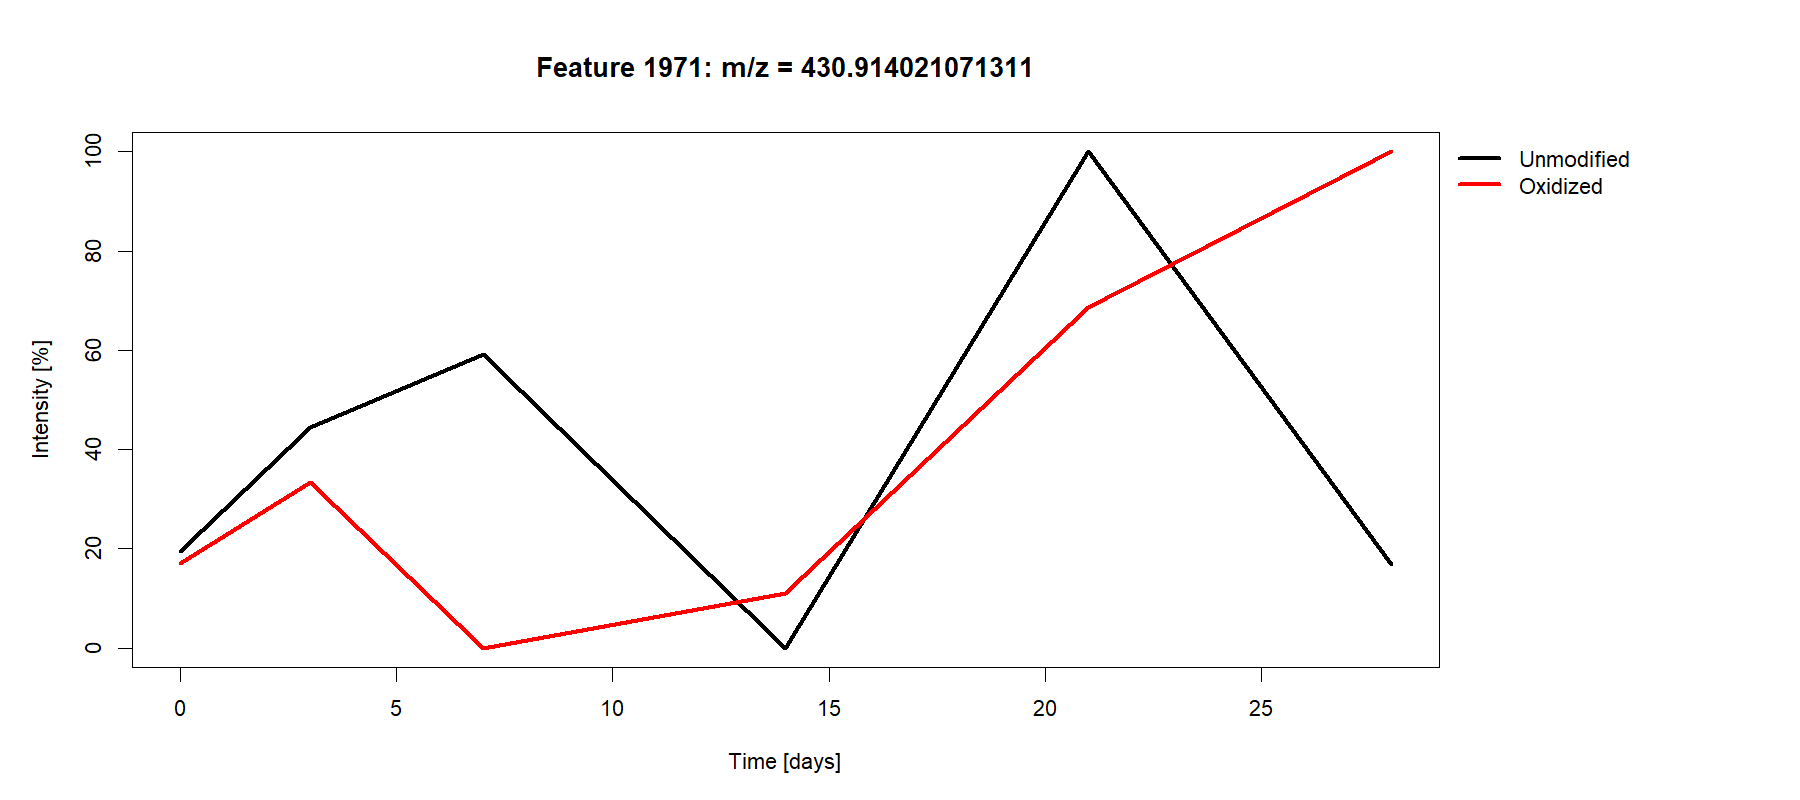 Feature 1971: m/z = 430.914021071311
Unmodified
Oxidized
Intensity [%]
100
80
60
40
20
0
0 5 10 15 20 25
Time [days]